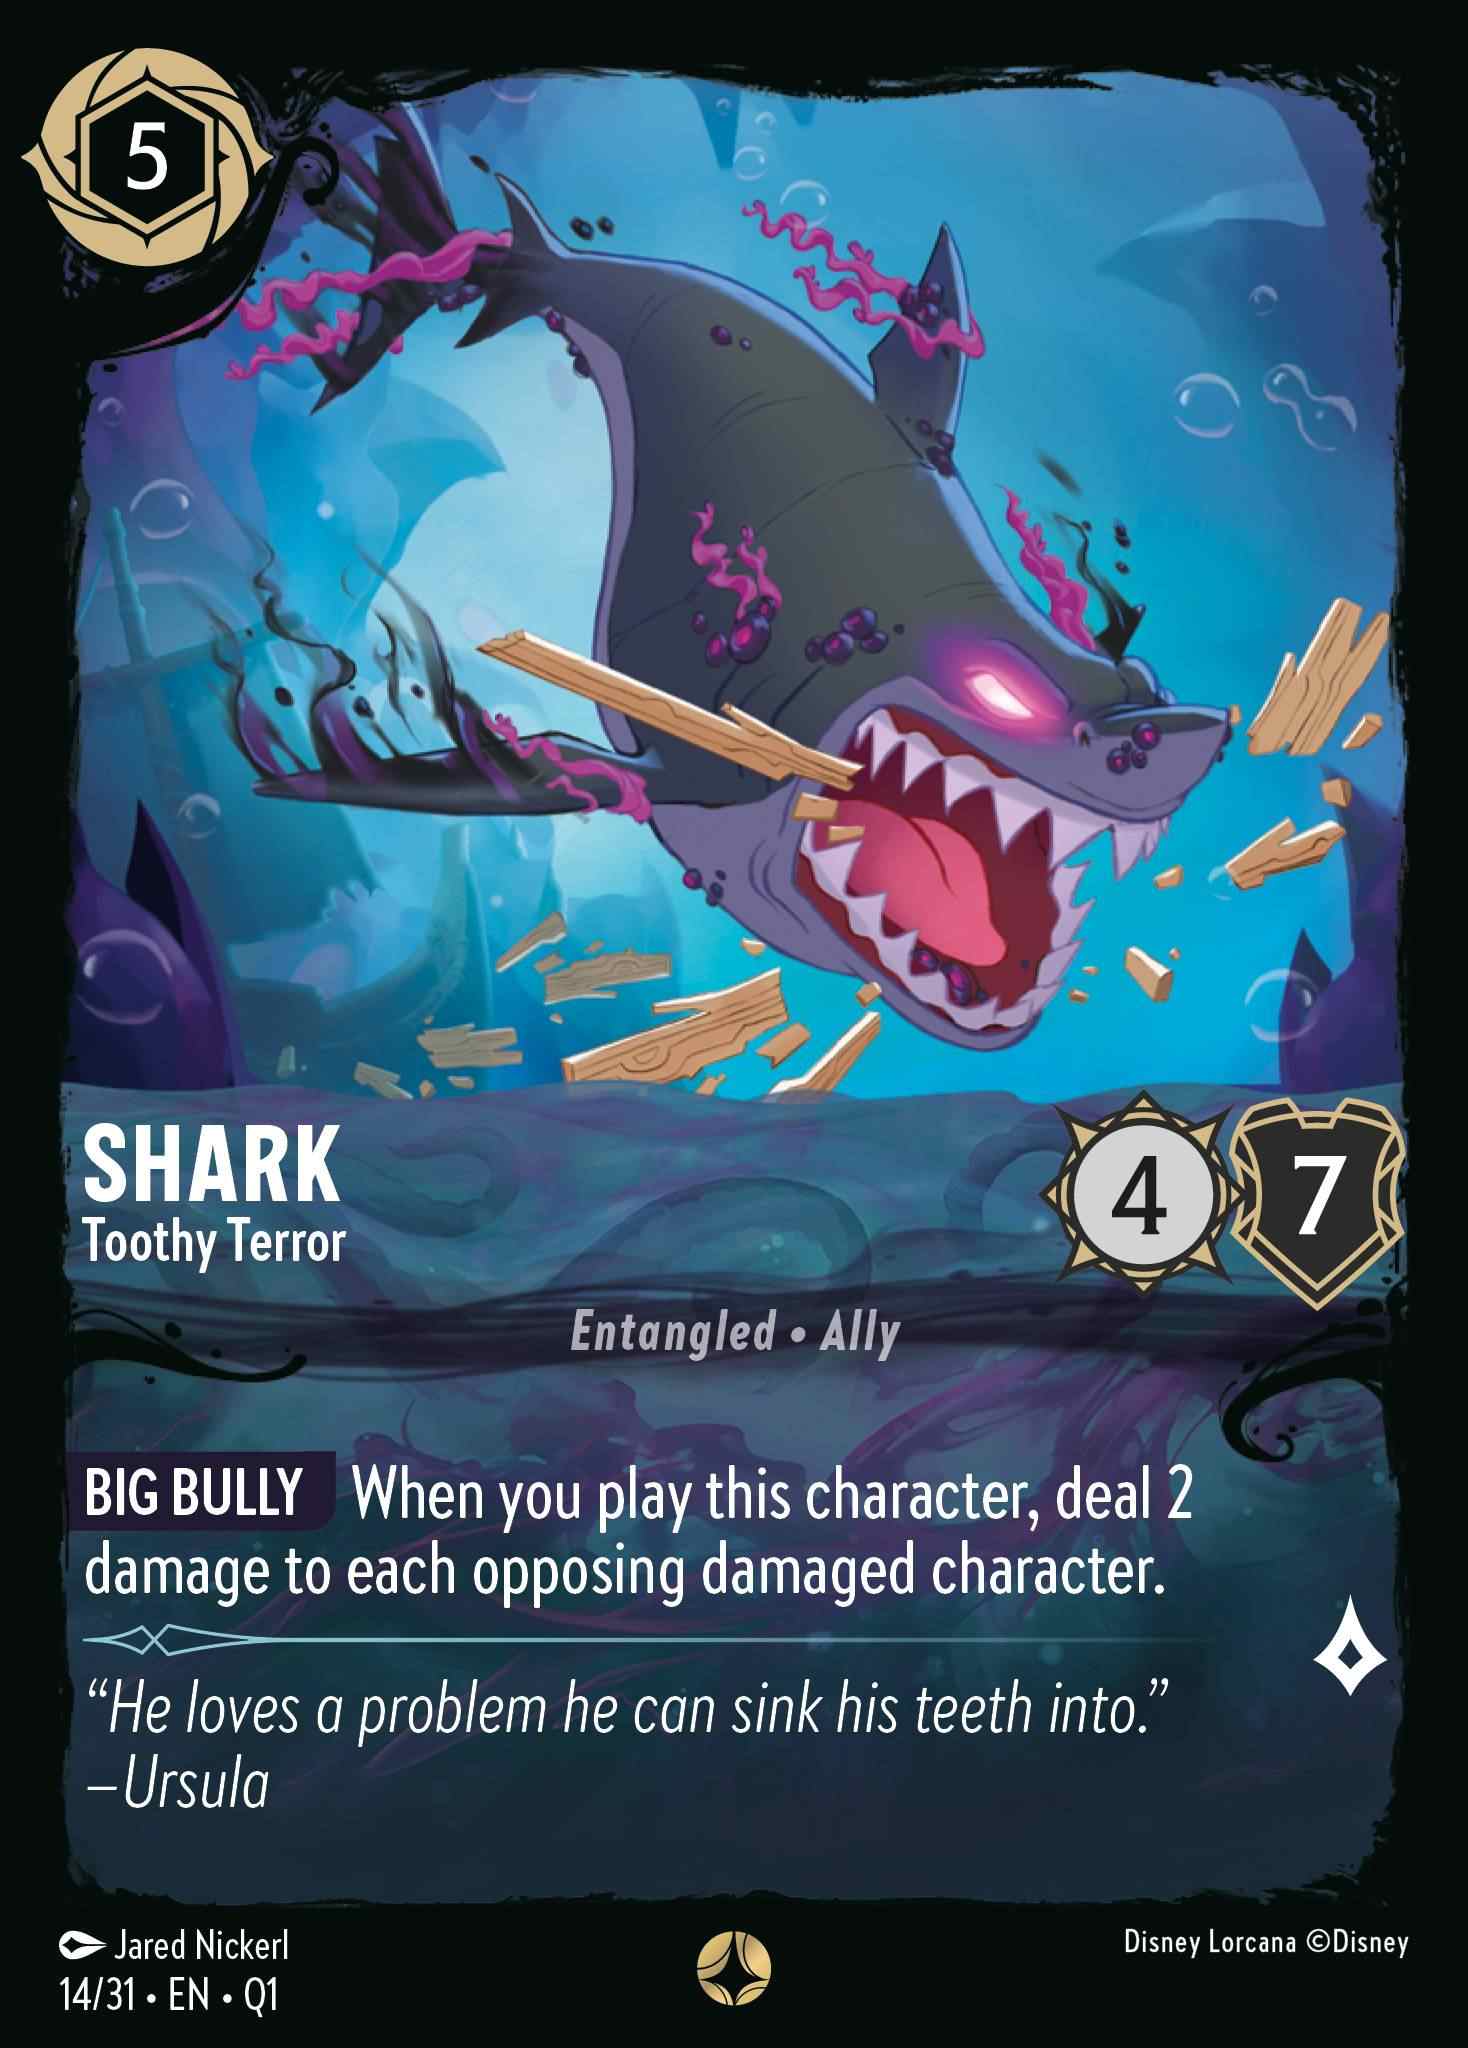 5
SHARK
Toothy Terror
4 7
Entangled • Ally
BIG BULLY When you play this character, deal 2
damage to each opposing damaged character.
“He loves a problem he can sink his teeth into.”
–Ursula
Jared Nickerl
14/31 • EN • Q1
Disney Lorcana ©Disney